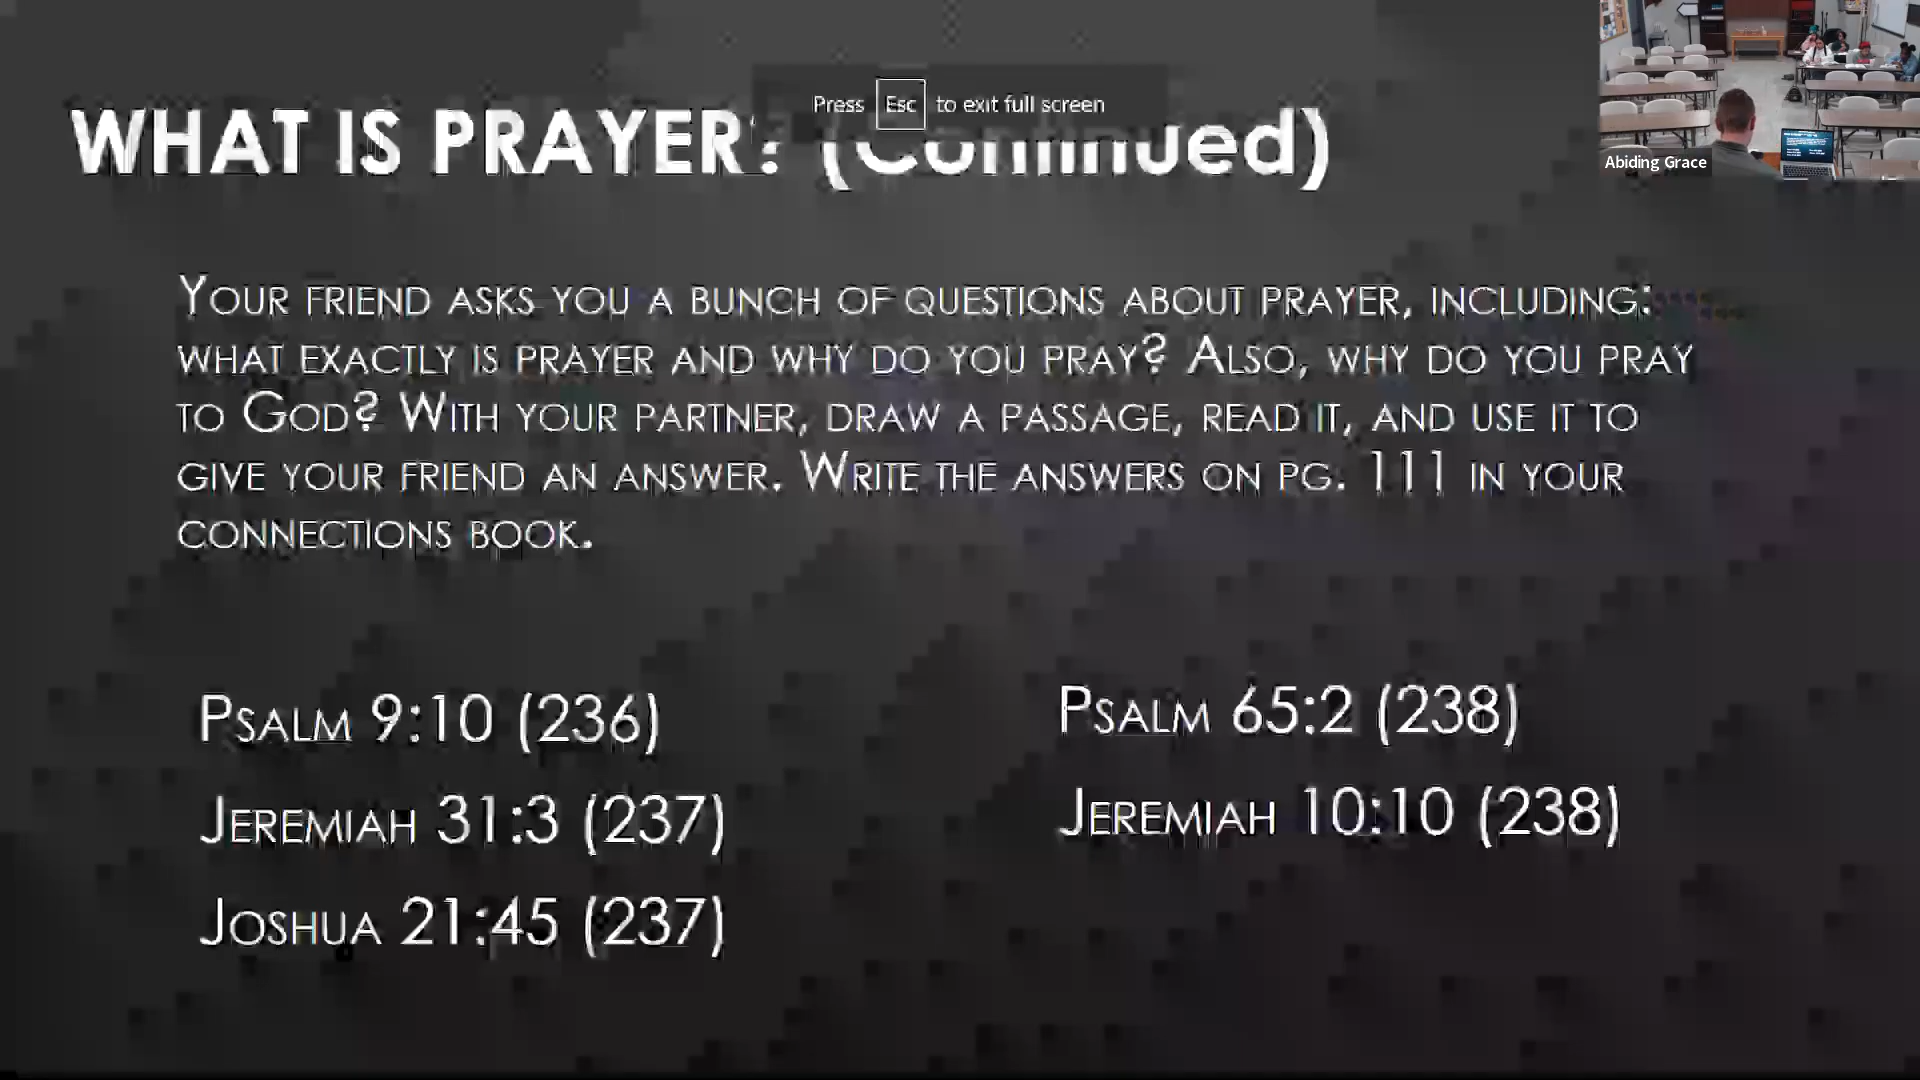 Press Esc to exit full screen
WHAT IS PRAYER? (Continued)
Abiding Grace
YOUR FRIEND ASKS YOU A BUNCH OF QUESTIONS ABOUT PRAYER, INCLUDING:
WHAT EXACTLY IS PRAYER AND WHY DO YOU PRAY? ALSO, WHY DO YOU PRAY
TO GOD? WITH YOUR PARTNER, DRAW A PASSAGE, READ IT, AND USE IT TO
GIVE YOUR FRIEND AN ANSWER. WRITE THE ANSWERS ON PG. 111 IN YOUR
CONNECTIONS BOOK.
PSALM 9:10 (236)
JEREMIAH 31:3 (237)
JOSHUA 21:45 (237)
PSALM 65:2 (238)
JEREMIAH 10:10 (238)